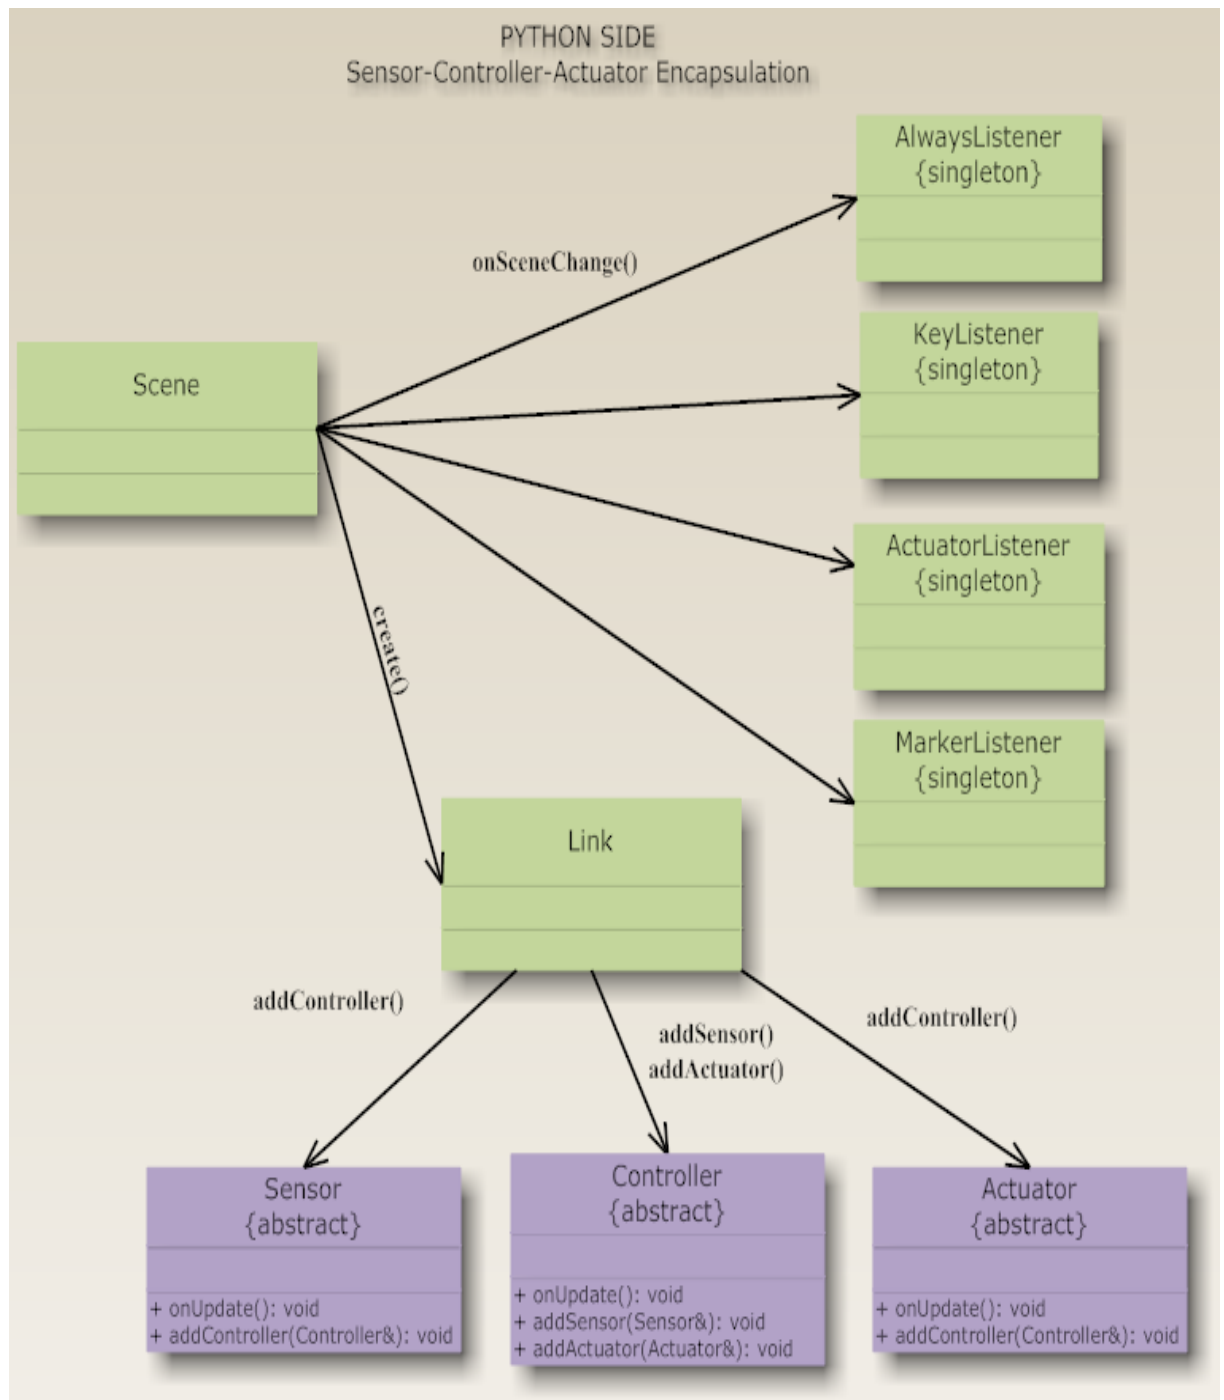 PYTHON SIDE
Sensor-Controller-Actuator Encapsulation
AlwaysListener
{singleton}
onSceneChange()
KeyListener
{singleton}
Scene
ActuatorListener
{singleton}
create()
MarkerListener
{singleton}
Link
addController()
addSensor()
addActuator()
addController()
Sensor
{abstract}
+ onUpdate(): void
+ addController(Controller&): void
Controller
{abstract}
+ onUpdate(): void
+ addSensor(Sensor&): void
+ addActuator(Actuator&): void
Actuator
{abstract}
+ onUpdate(): void
+ addController(Controller&): void